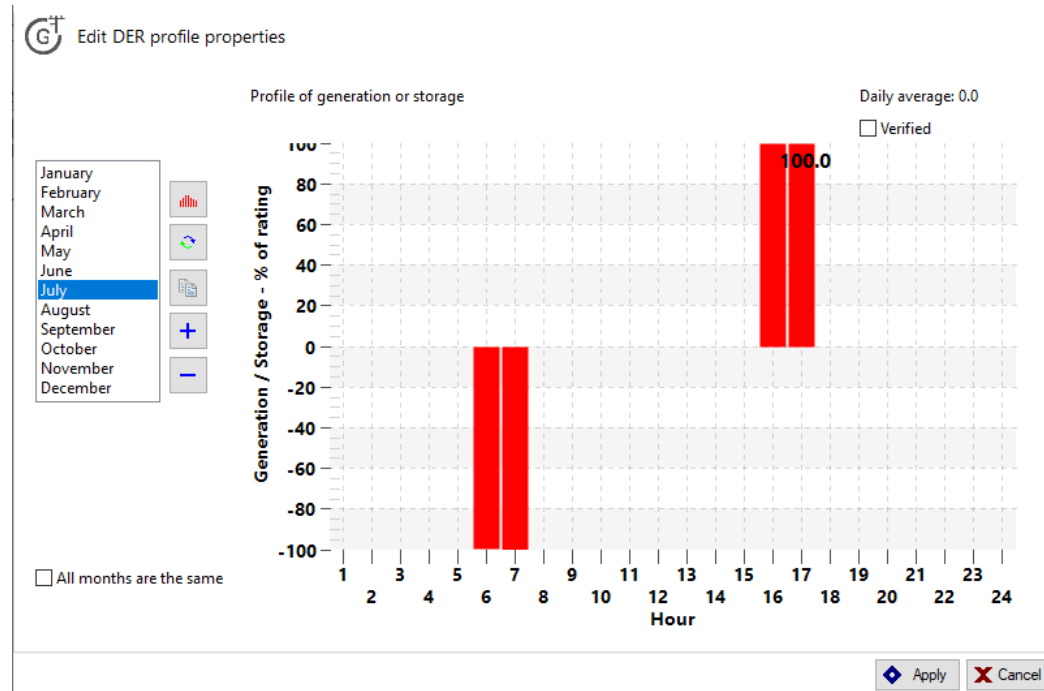 G
Edit DER profile properties
Profile of generation or storage
Daily average: 0.0
Verified
January
February
March
April
May
June
July
August
September
October
November
December
All months are the same
Generation / Storage - % of rating
100
80
60
40
20
0
-20
-40
-60
-80
-100
100.0
1 3 5 7 9 11 13 15 17 19 21 23
2 4 6 8 10 12 14 16 18 20 22 24
Hour
Apply
Cancel